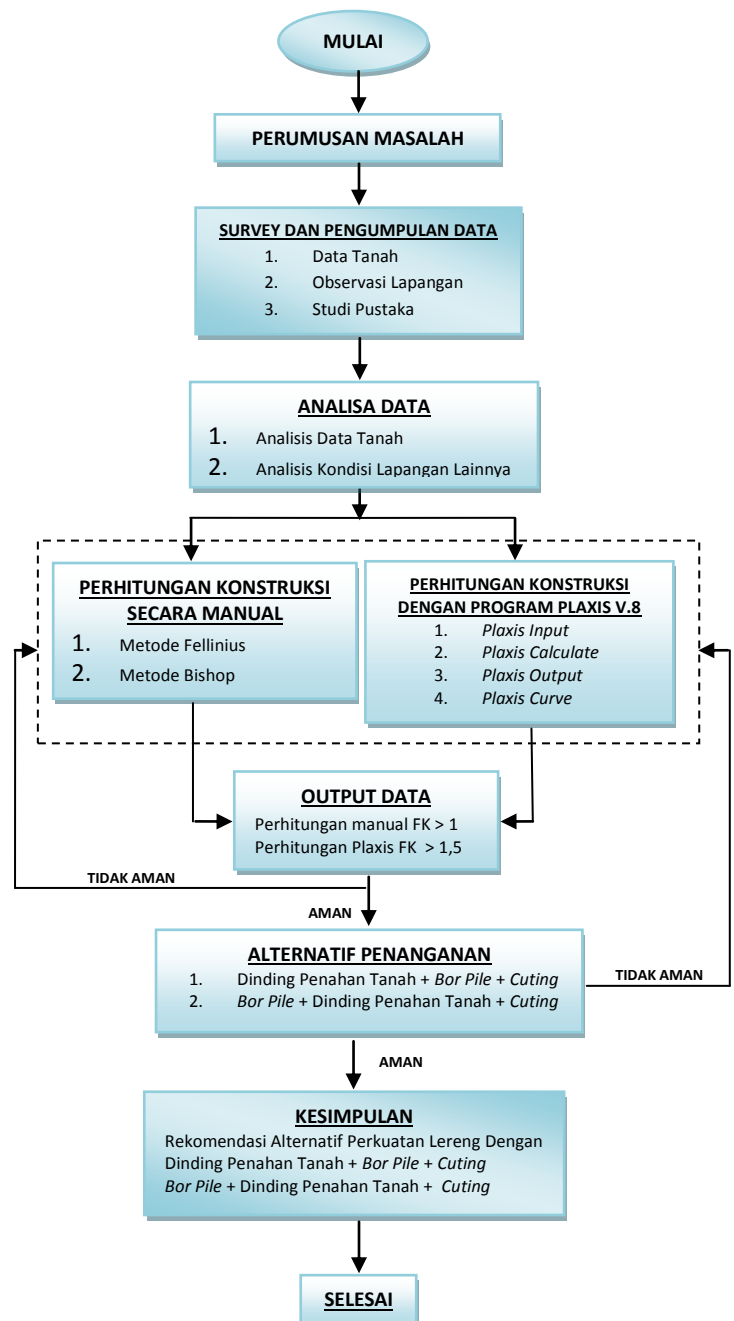 MULAI
PERUMUSAN MASALAH
SURVEY DAN PENGUMPULAN DATA
1. Data Tanah
2. Observasi Lapangan
3. Studi Pustaka
ANALISA DATA
1. Analisis Data Tanah
2. Analisis Kondisi Lapangan Lainnya
PERHITUNGAN KONSTRUKSI
SECARA MANUAL
1. Metode Fellinius
2. Metode Bishop
PERHITUNGAN KONSTRUKSI
DENGAN PROGRAM PLAXIS V.8
1. Plaxis Input
2. Plaxis Calculate
3. Plaxis Output
4. Plaxis Curve
OUTPUT DATA
Perhitungan manual FK > 1
Perhitungan Plaxis FK > 1,5
TIDAK AMAN
AMAN
ALTERNATIF PENANGANAN
1. Dinding Penahan Tanah + Bor Pile + Cuting
2. Bor Pile + Dinding Penahan Tanah + Cuting
TIDAK AMAN
AMAN
KESIMPULAN
Rekomendasi Alternatif Perkuatan Lereng Dengan
Dinding Penahan Tanah + Bor Pile + Cuting
Bor Pile + Dinding Penahan Tanah + Cuting
SELESAI